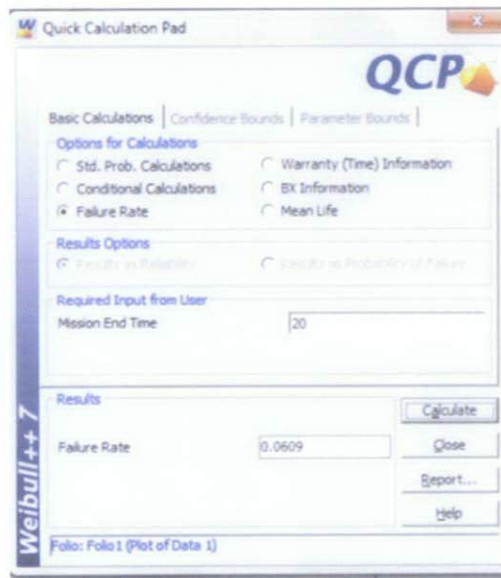 Quick Calculation Pad
QCP
Basic Calculations Confidence Bounds Parameter Bounds
Options for Calculations
Std. Prob. Calculations Warranty (Time) Information
Conditional Calculations BX Information
Failure Rate Mean Life
Results Options
Results as Reliability Results as Probability of Failure
Required Input from User
Mission End Time 20
Results
Calculate
Failure Rate 0.0609 Close
Report...
Help
Weibull++ 7
Folio: Folio1 (Plot of Data 1)